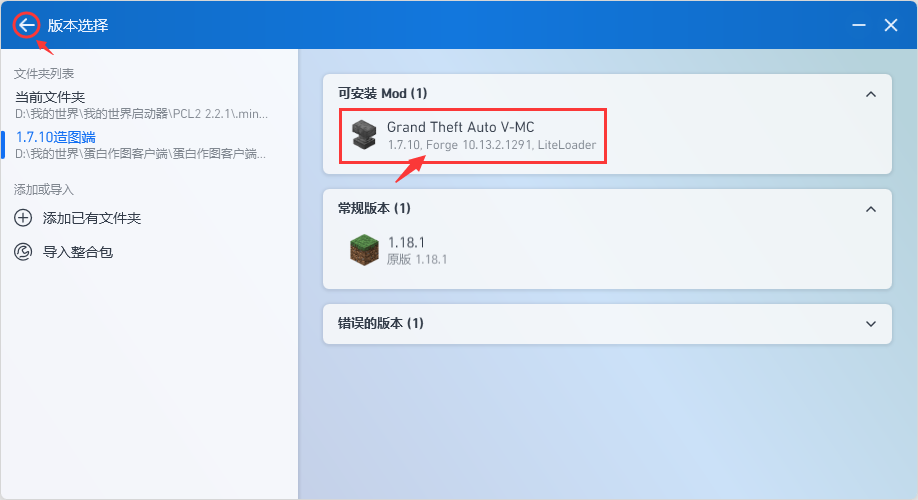 版本选择
文件夹列表
当前文件夹
D:\我的世界\我的世界启动器\PCL2 2.2.1\.min...
1.7.10造图端
D:\我的世界\蛋白作图客户端\蛋白作图客户端...
添加或导入
添加已有文件夹
导入整合包
可安装 Mod (1)
Grand Theft Auto V-MC
1.7.10, Forge 10.13.2.1291, LiteLoader
常规版本 (1)
1.18.1
原版 1.18.1
错误的版本 (1)